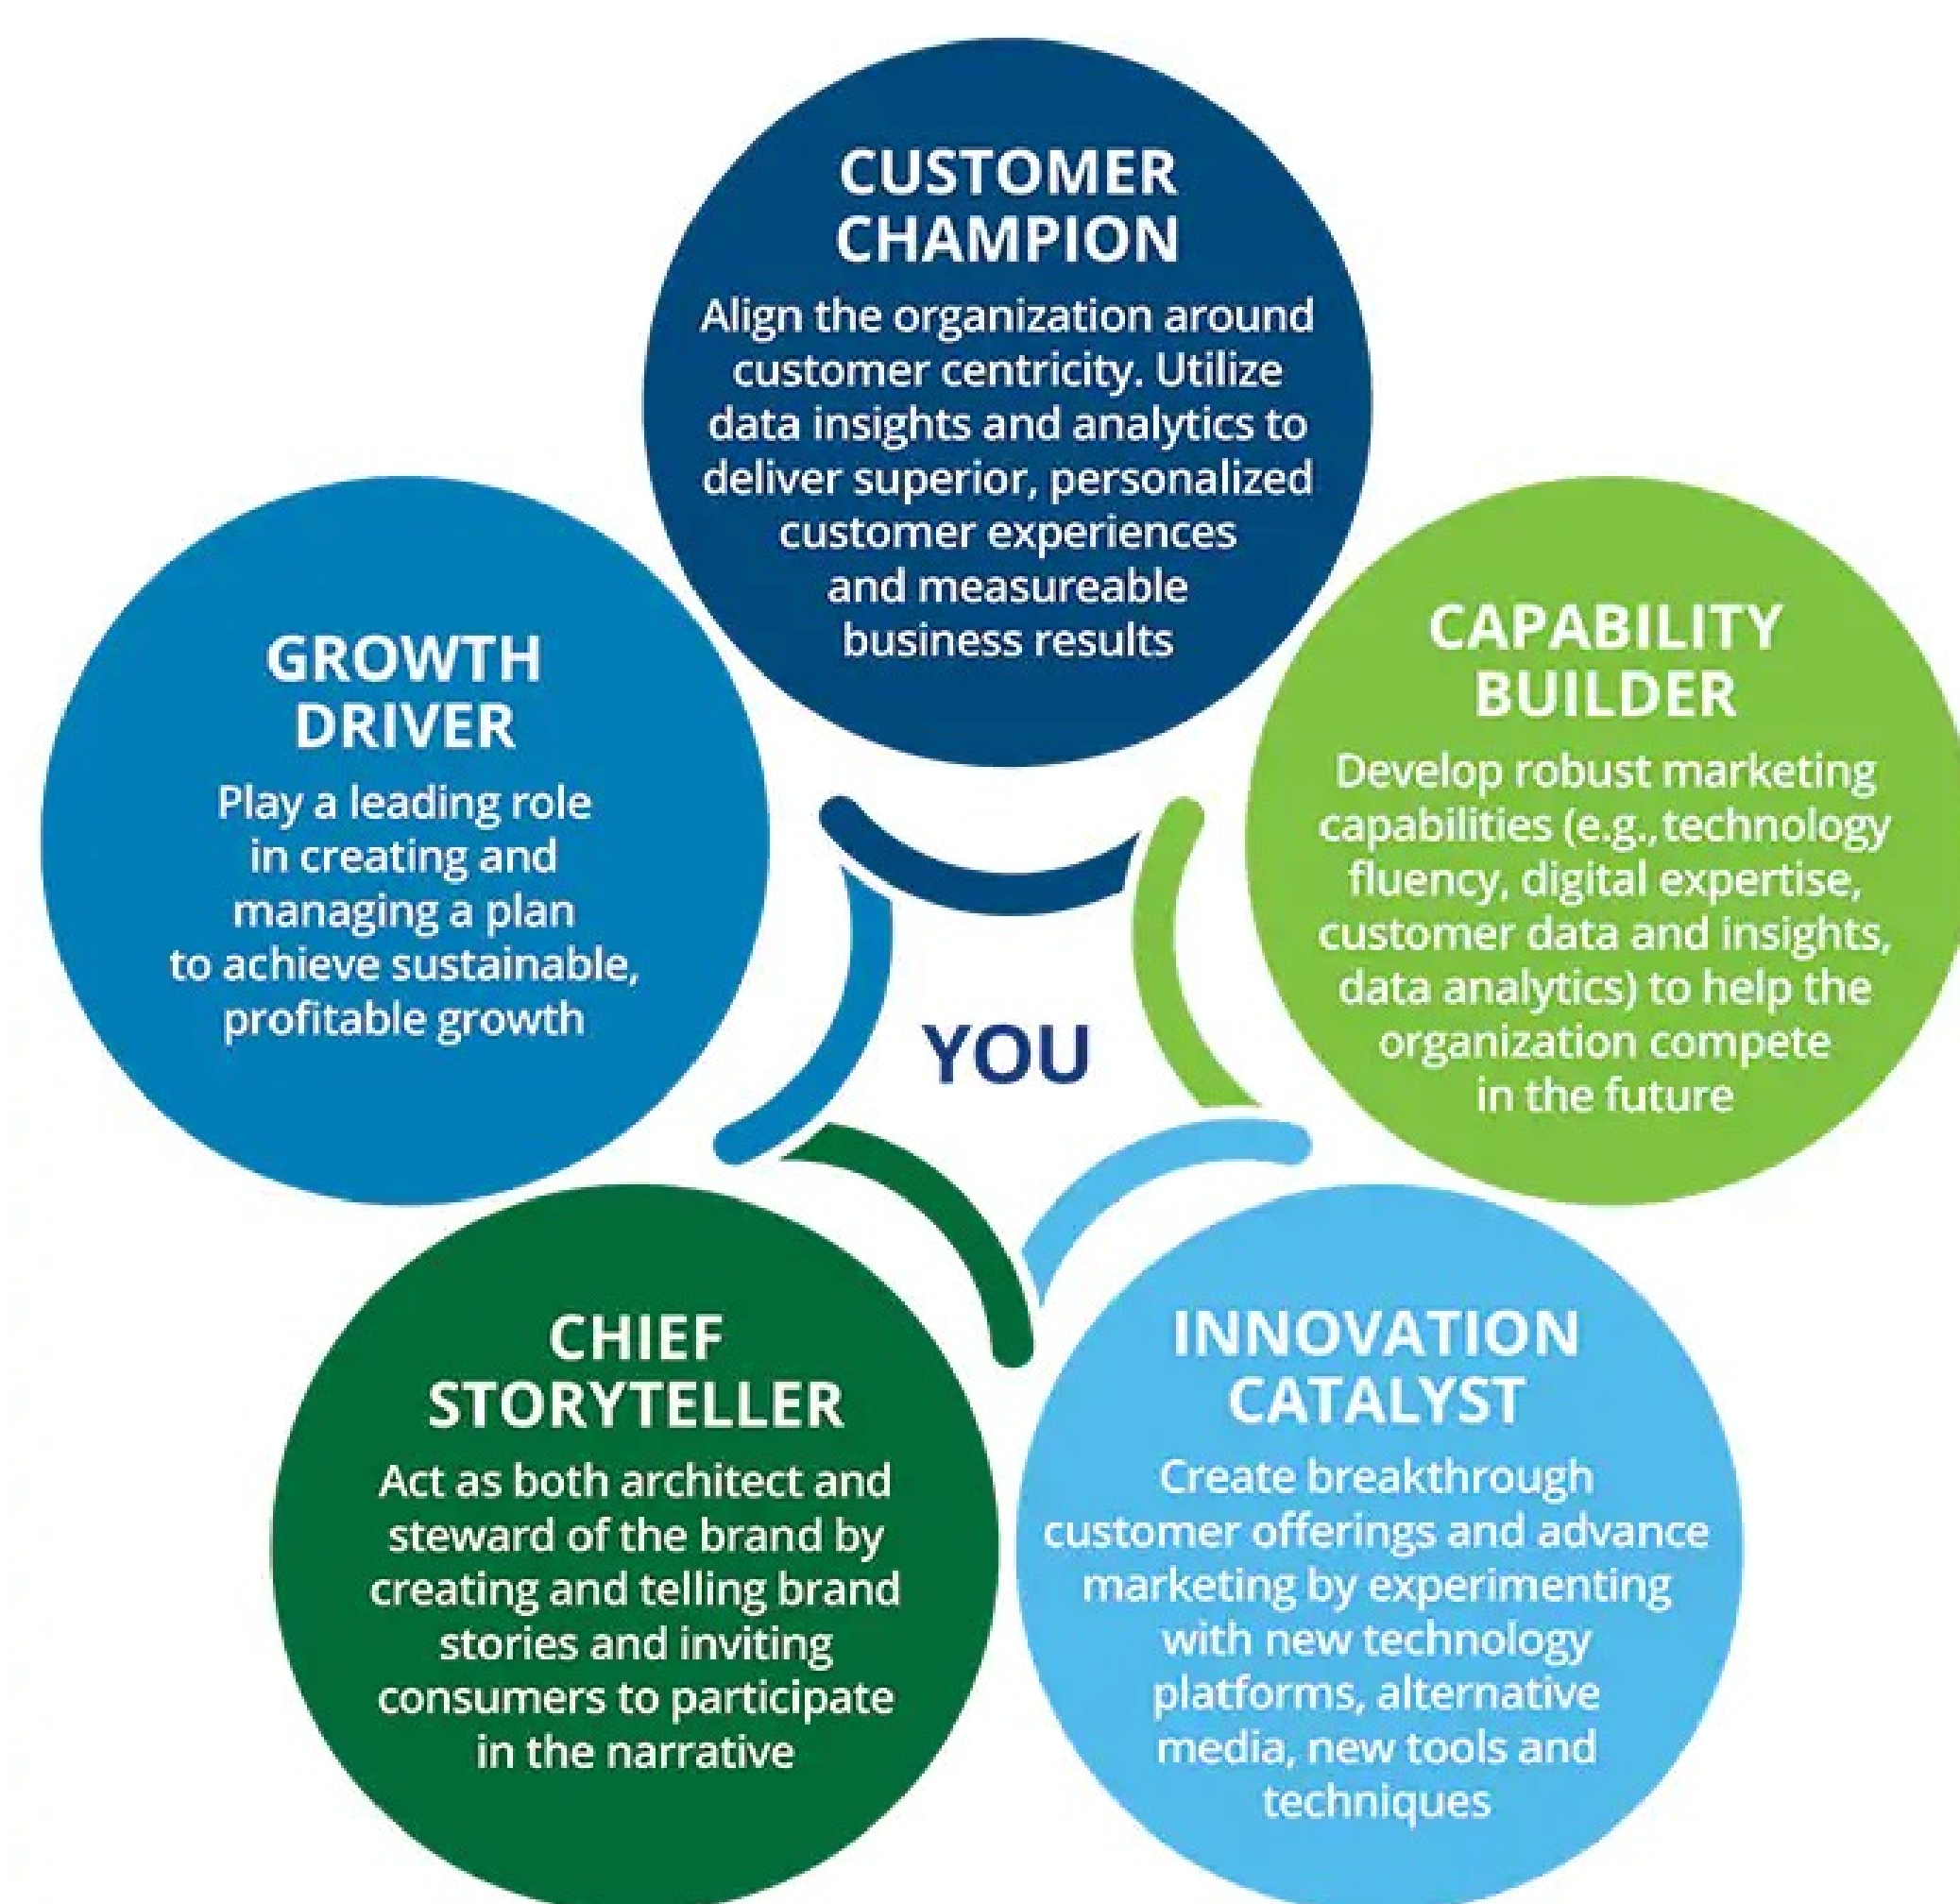 CUSTOMER
CHAMPION
Align the organization around
customer centricity. Utilize
data insights and analytics to
deliver superior, personalized
customer experiences
and measureable
business results
GROWTH
DRIVER
Play a leading role
in creating and
managing a plan
to achieve sustainable,
profitable growth
CAPABILITY
BUILDER
Develop robust marketing
capabilities (e.g., technology
fluency, digital expertise,
customer data and insights,
data analytics) to help the
organization compete
in the future
YOU
CHIEF
STORYTELLER
Act as both architect and
steward of the brand by
creating and telling brand
stories and inviting
consumers to participate
in the narrative
INNOVATION
CATALYST
Create breakthrough
customer offerings and advance
marketing by experimenting
with new technology
platforms, alternative
media, new tools and
techniques